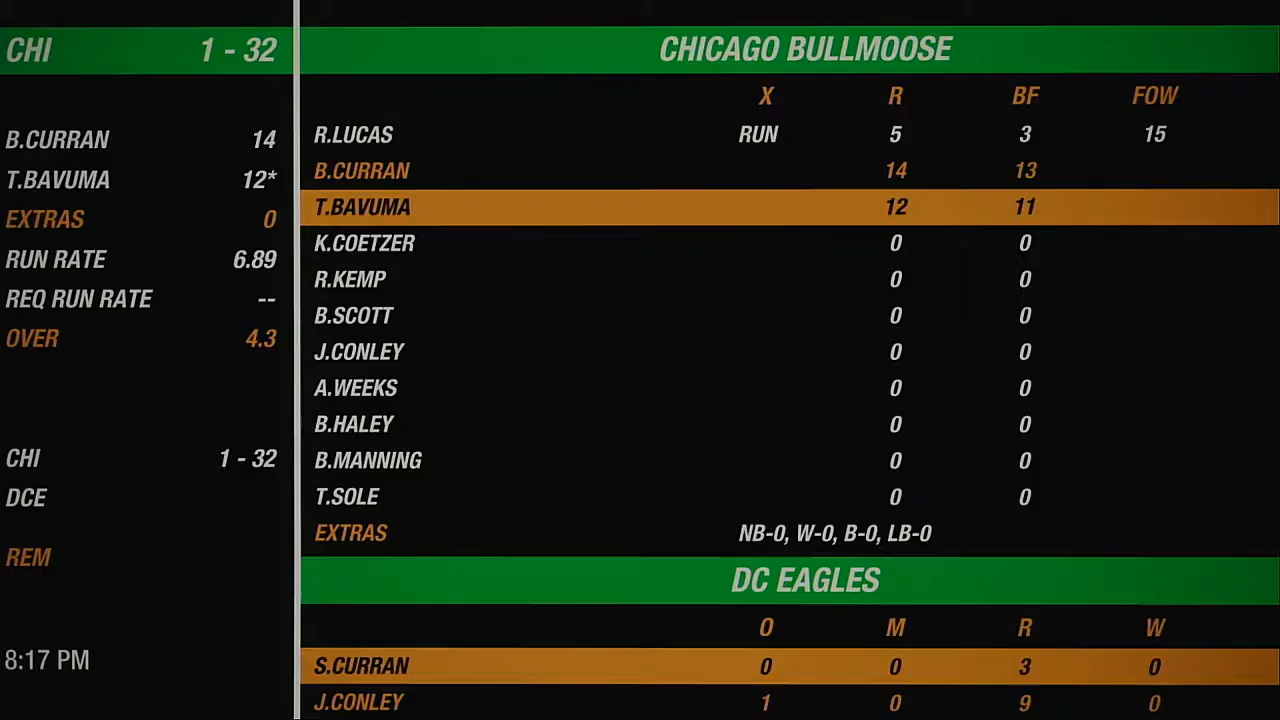 CHI 1 - 32
B.CURRAN 14
T.BAVUMA 12*
EXTRAS 0
RUN RATE 6.89
REQ RUN RATE --
OVER 4.3
CHI 1 - 32
DCE
REM
8:17 PM
CHICAGO BULLMOOSE
X R BF FOW
R.LUCAS RUN 5 3 15
B.CURRAN 14 13
T.BAVUMA 12 11
K.COETZER 0 0
R.KEMP 0 0
B.SCOTT 0 0
J.CONLEY 0 0
A.WEEKS 0 0
B.HALEY 0 0
B.MANNING 0 0
T.SOLE 0 0
EXTRAS NB-0, W-0, B-0, LB-0
DC EAGLES
O M R W
S.CURRAN 0 0 3 0
J.CONLEY 1 0 9 0